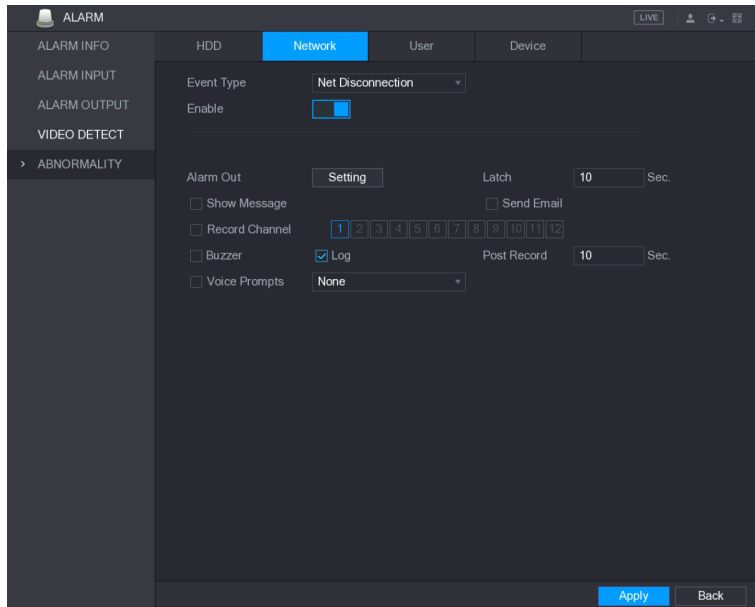 ALARM LIVE
ALARM INFO
ALARM INPUT
ALARM OUTPUT
VIDEO DETECT
> ABNORMALITY
HDD Network User Device
Event Type Net Disconnection
Enable
Alarm Out Setting Latch 10 Sec.
Show Message Send Email
Record Channel 1 2 3 4 5 6 7 8 9 10 11 12
Buzzer Log Post Record 10 Sec.
Voice Prompts None
Apply Back